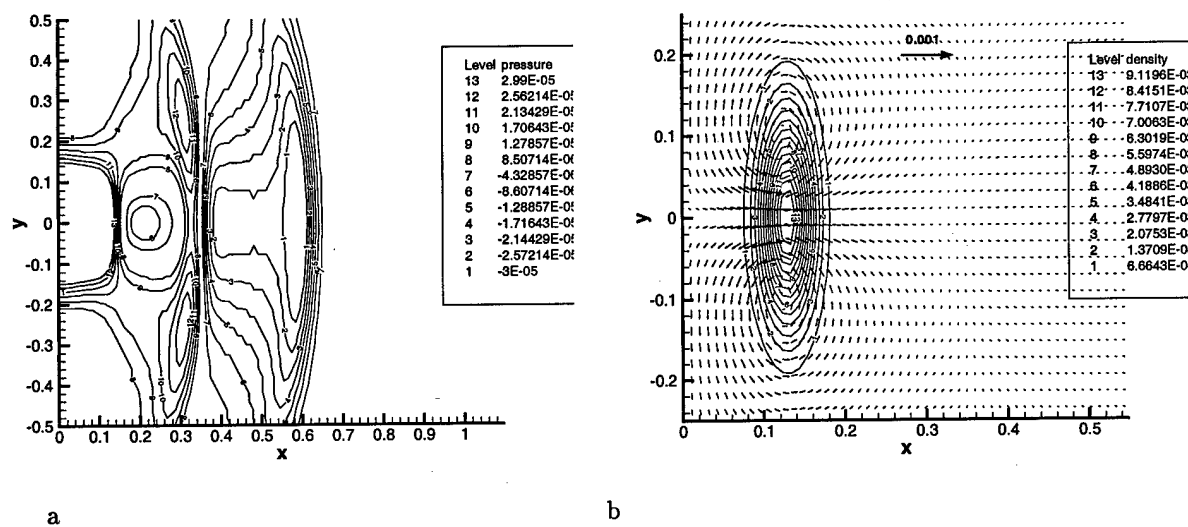 0.5
0.4
0.3
0.2
0.1
0
-0.1
-0.2
-0.3
-0.4
-0.5
y
0 0.1 0.2 0.3 0.4 0.5 0.6 0.7 0.8 0.9 1
x
Level pressure
13 2.99E-05
12 2.56214E-05
11 2.13429E-05
10 1.70643E-05
9 1.27857E-05
8 8.50714E-06
7 -4.32857E-06
6 -8.60714E-06
5 -1.28857E-05
4 -1.71643E-05
3 -2.14429E-05
2 -2.57214E-05
1 -3E-05
a
0.2
0.1
0
-0.1
-0.2
y
0 0.1 0.2 0.3 0.4 0.5
x
0.001
Level density
13 9.1196E-0
12 8.4151E-0
11 7.7107E-0
10 7.0063E-0
9 6.3019E-0
8 5.5974E-0
7 4.8930E-0
6 4.1886E-0
5 3.4841E-0
4 2.7797E-0
3 2.0753E-0
2 1.3709E-0
1 6.6643E-0
b